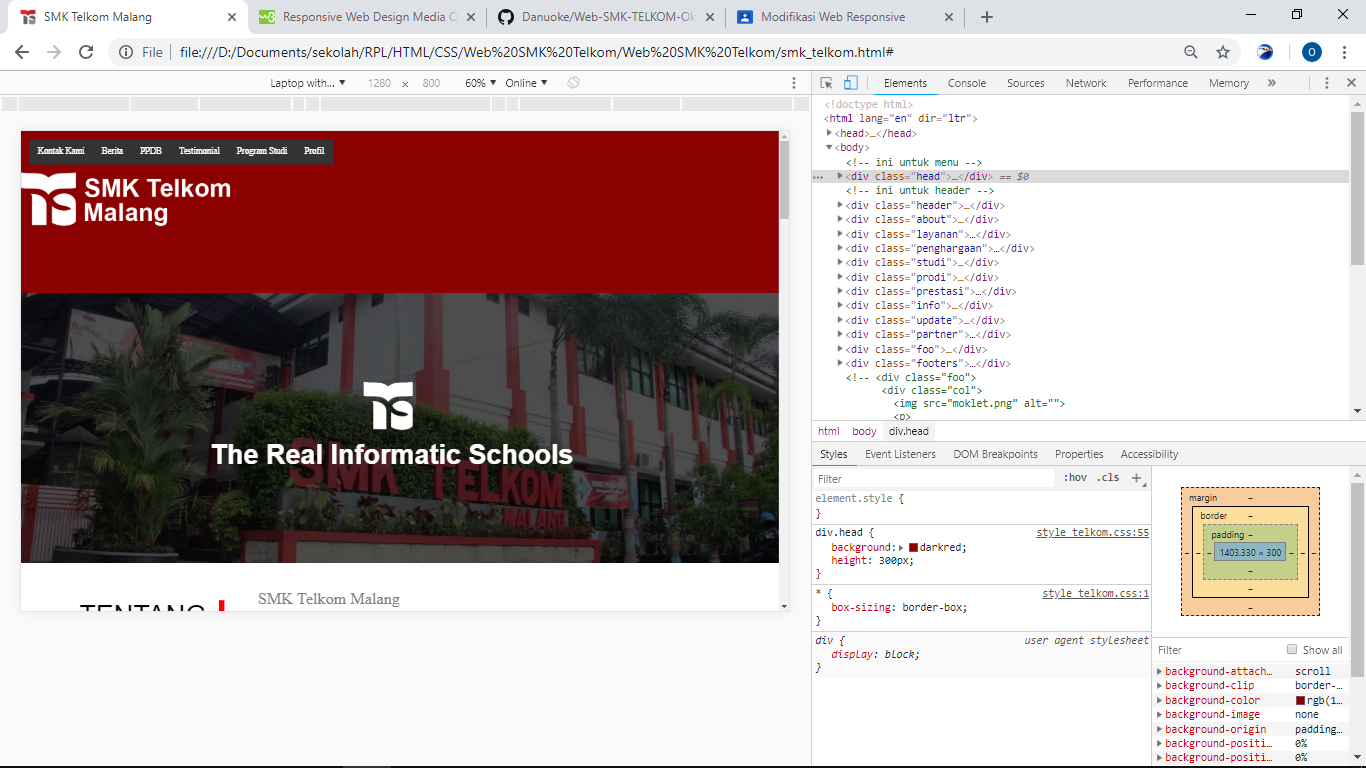 SMK Telkom Malang
Responsive Web Design Media Q
Danuoke/Web-SMK-TELKOM-Ok
Modifikasi Web Responsive
File
file:///D:/Documents/sekolah/RPL/HTML/CSS/Web%20SMK%20Telkom/Web%20SMK%20Telkom/smk_telkom.html#
O
Laptop with... ▼ 1280 × 800 60% ▼ Online ▼
Kontak Kami Berita PPDB Testimonial Program Studi Profil
SMK Telkom
Malang
The Real Informatic Schools
SMK TELKOM
MALANG
TENTANG
SMK Telkom Malang
Elements Console Sources Network Performance Memory »
<!doctype html>
<html lang="en" dir="ltr">
<head>…</head>
<body>
<!-- ini untuk menu -->
<div class="head">…</div> == $0
<!-- ini untuk header -->
<div class="header">…</div>
<div class="about">…</div>
<div class="layanan">…</div>
<div class="penghargaan">…</div>
<div class="studi">…</div>
<div class="prodi">…</div>
<div class="prestasi">…</div>
<div class="info">…</div>
<div class="update">…</div>
<div class="partner">…</div>
<div class="foo">…</div>
<div class="footers">…</div>
<!-- <div class="foo">
<div class="col">
<img src="moklet.png" alt="">
<p>
html body div.head
Styles Event Listeners DOM Breakpoints Properties Accessibility
Filter :hov .cls +
element.style {
}
div.head { style telkom.css:55
background: darkred;
height: 300px;
}
* { style telkom.css:1
box-sizing: border-box;
}
div { user agent stylesheet
display: block;
}
margin –
border –
padding –
1403.330 × 300
Filter Show all
background-attach… scroll
background-clip border-…
background-color rgb(1…
background-image none
background-origin padding…
background-positi… 0%
background-positi… 0%